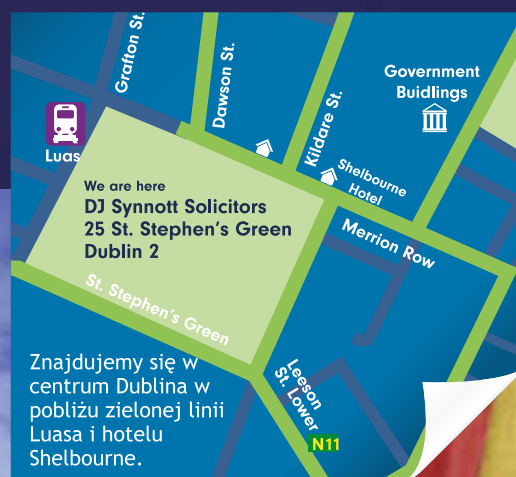 Grafton St.
Dawson St.
Kildare St.
Government
Buidlings
Luas
Shelbourne
Hotel
We are here
DJ Synnott Solicitors
25 St. Stephen's Green
Dublin 2
Merrion Row
St. Stephen's Green
Leeson
St. Lower
N11
Znajdujemy się w
centrum Dublina w
pobliżu zielonej linii
Luasa i hotelu
Shelbourne.